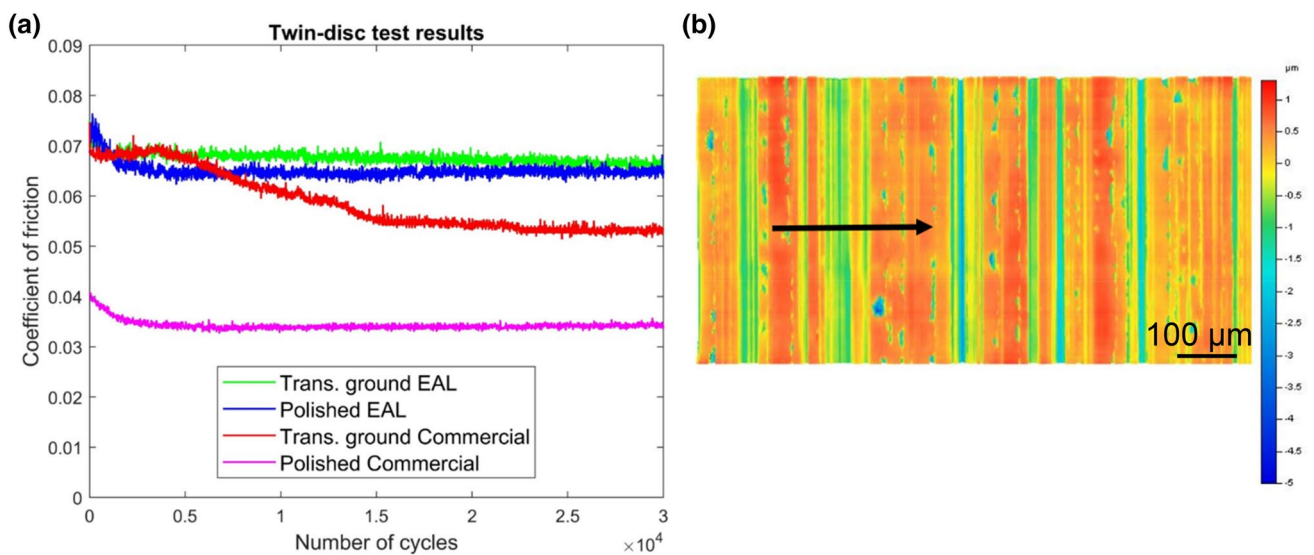 (a)
Twin-disc test results
0.09
0.08
0.07
0.06
0.05
0.04
0.03
0.02
0.01
0
Coefficient of friction
Trans. ground EAL
Polished EAL
Trans. ground Commercial
Polished Commercial
0 0.5 1 1.5 2 2.5 3
×10⁴
Number of cycles
(b)
100 µm
µm
1
0
-0.5
-1
-1.5
-2
-2.5
-3
-3.5
-4
-4.5
-5